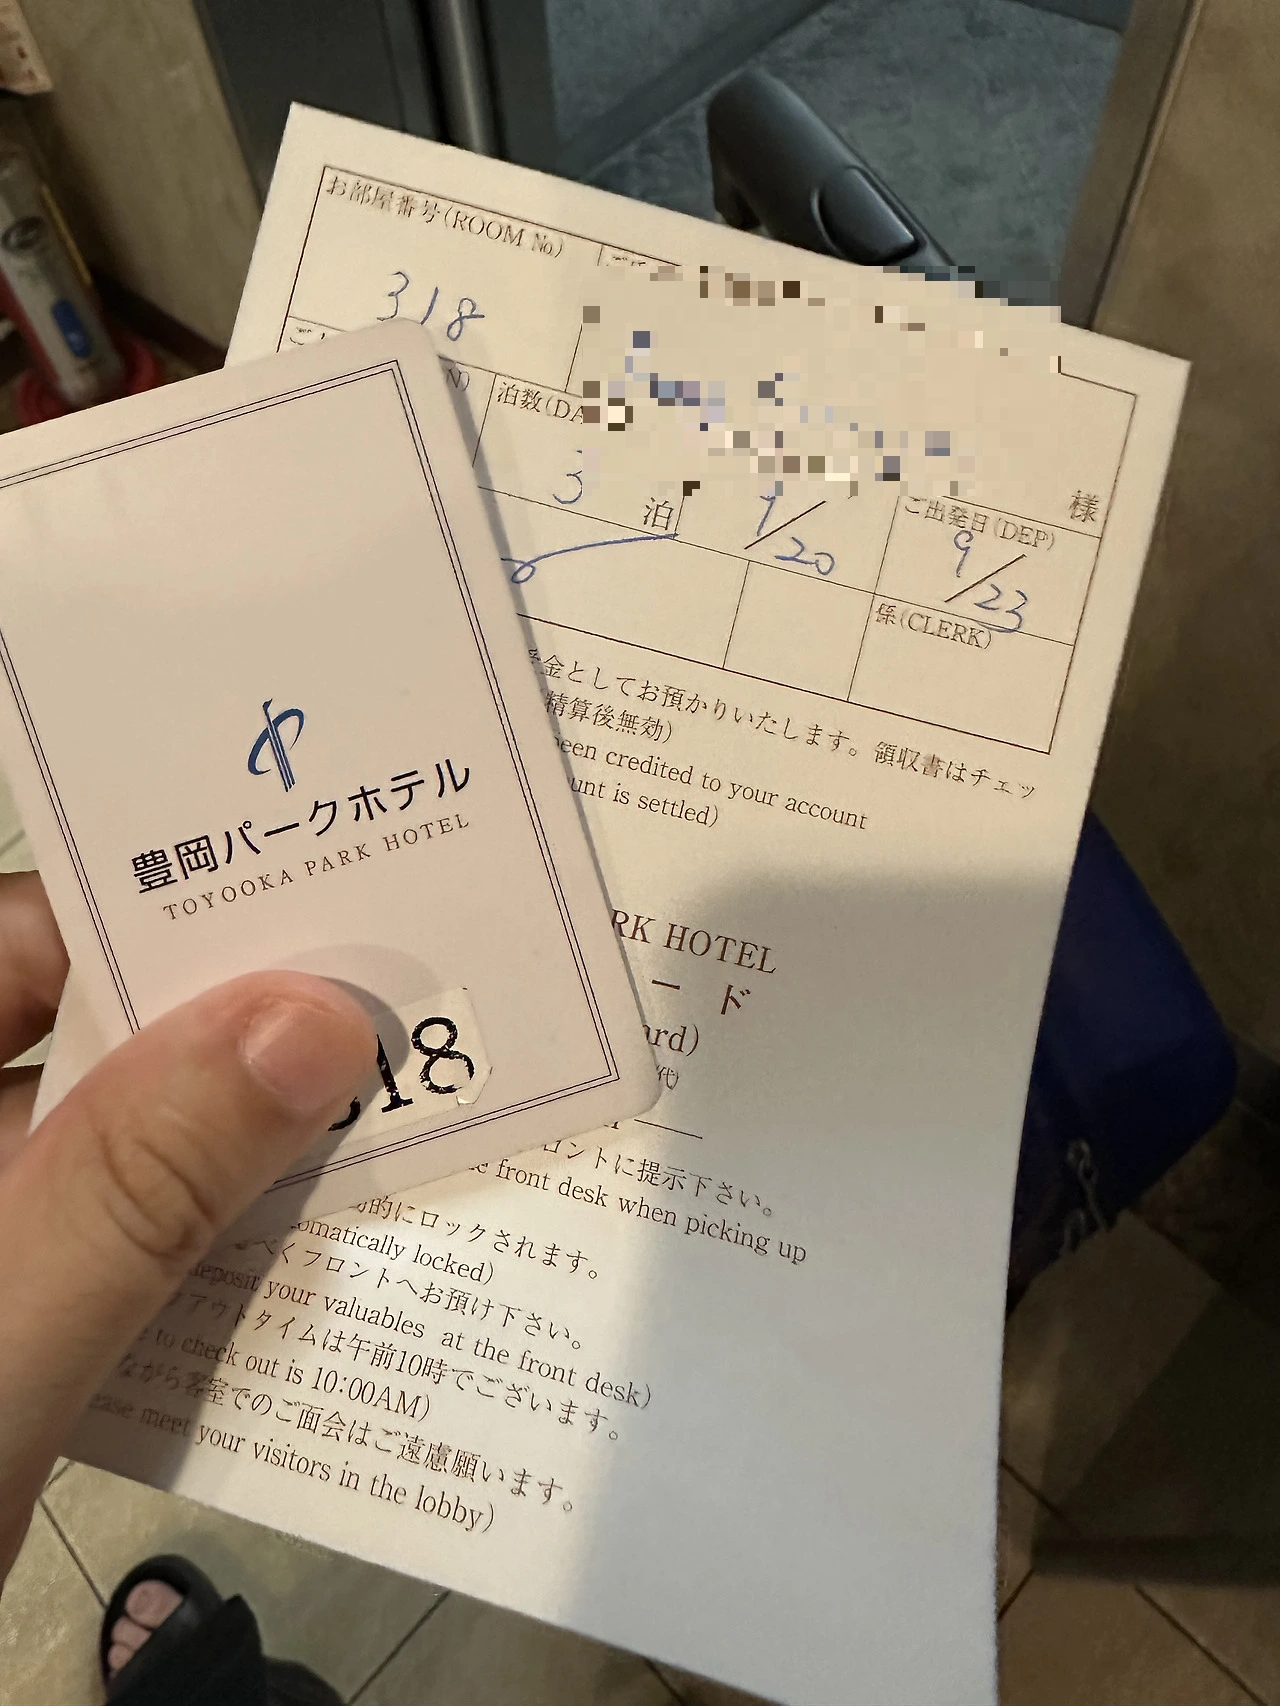 お部屋番号(ROOM No.)
318
泊数(DA
3 泊
/20
様
ご出発日(DEP)
9/23
係(CLERK)
金としてお預かりいたします。領収書はチェッ
精算後無効)
been credited to your account
unt is settled)
RK HOTEL
ード
ard)
代)
ロントに提示下さい。
e front desk when picking up
的にロックされます。
omatically locked)
べくフロントへお預け下さい。
deposit your valuables at the front desk)
アウトタイムは午前10時でございます。
to check out is 10:00AM)
ながら客室でのご面会はご遠慮願います。
ease meet your visitors in the lobby)
豊岡パークホテル
TOYOOKA PARK HOTEL
18